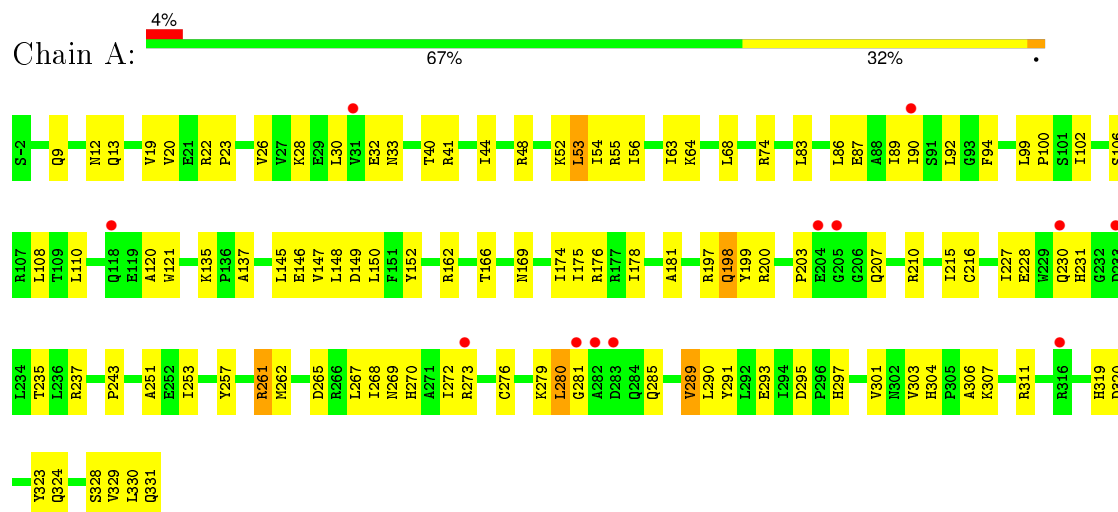 4%
Chain A:
67% 32% •
S-2 Q9 N12 Q13 V19 V20 E21 R22 P23 V26 V27 K28 E29 L30 V31 E32 N33 T40 R41 I44 R48 K52 L53 I54 R55 I56 I63 K64 L68 R74 L83 L86 E87 A88 I89 I90 S91 L92 G93 F94 L99 P100 S101 I102 S106
R107 L108 T109 L110 Q118 E119 A120 W121 K135 P136 A137 L145 E146 V147 L148 D149 L150 F151 Y152 R162 T166 N169 I174 I175 R176 R177 I178 A181 R197 Q198 Y199 R200 P203 E204 G205 G206 Q207 R210 I215 C216 I227 E228 W229 Q230 H231 G232
L234 T235 L236 R237 P243 A251 E252 I253 Y257 R261 M262 D265 R266 L267 I268 N269 H270 A271 I272 R273 C276 K279 L280 G281 A282 D283 Q284 Q285 V289 L290 Y291 L292 E293 I294 D295 P296 H297 V301 N302 V303 H304 P305 A306 K307 R311 R316 H319 D320
Y323 Q324 S328 V329 L330 Q331